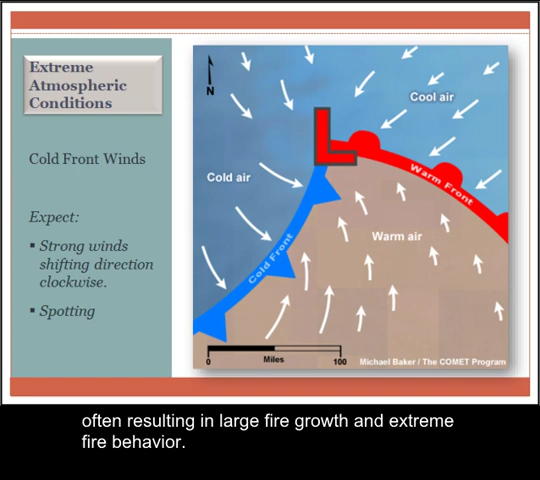 Extreme
Atmospheric
Conditions
Cold Front Winds
Expect:
▪ Strong winds
shifting direction
clockwise.
▪ Spotting
N
Cool air
L
Warm Front
Cold air
Warm air
Cold Front
0 100
Miles
Michael Baker / The COMET Program
often resulting in large fire growth and extreme
fire behavior.